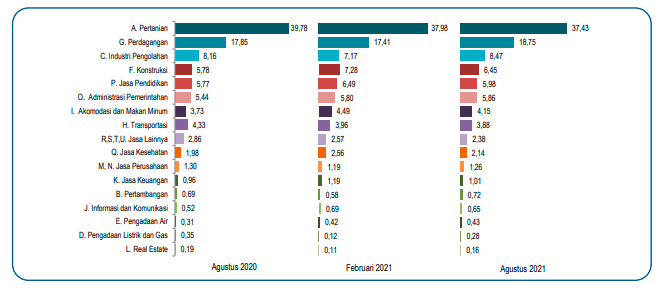 A. Pertanian 39,78 37,98 37,43
G. Perdagangan 17,85 17,41 18,75
C. Industri Pengolahan 8,16 7,17 8,47
F. Konstruksi 5,78 7,28 6,45
P. Jasa Pendidikan 5,77 6,49 5,98
O. Administrasi Pemerintahan 5,44 5,80 5,86
I. Akomodasi dan Makan Minum 3,73 4,49 4,15
H. Transportasi 4,33 3,96 3,88
R,S,T,U. Jasa Lainnya 2,86 2,57 2,38
Q. Jasa Kesehatan 1,98 2,56 2,14
M, N. Jasa Perusahaan 1,30 1,19 1,26
K. Jasa Keuangan 0,96 1,19 1,01
B. Pertambangan 0,69 0,58 0,72
J. Informasi dan Komunikasi 0,52 0,69 0,65
E. Pengadaan Air 0,31 0,42 0,43
D. Pengadaan Listrik dan Gas 0,35 0,12 0,28
L. Real Estate 0,19 0,11 0,16
Agustus 2020 Februari 2021 Agustus 2021